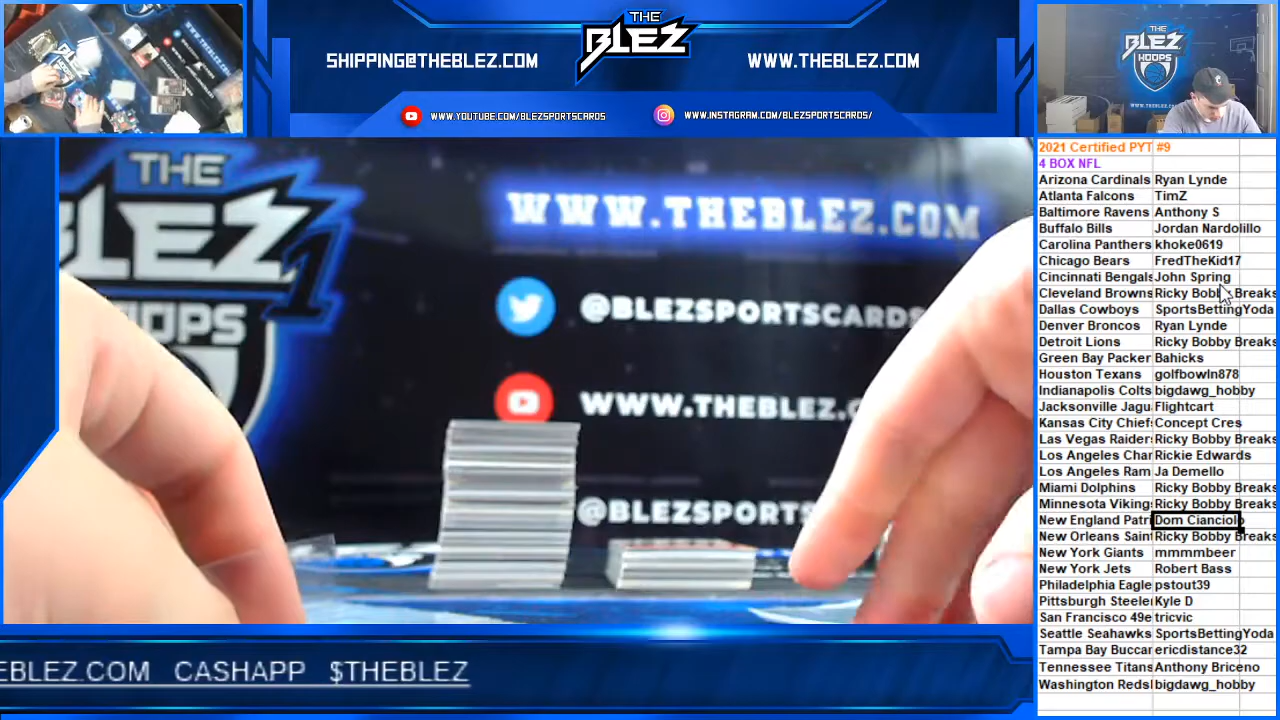 THE
BLEZ
HOOPS
SHIPPING@THEBLEZ.COM
WWW.THEBLEZ.COM
WWW.YOUTUBE.COM/BLEZSPORTSCARDS
WWW.INSTAGRAM.COM/BLEZSPORTSCARDS/
THE
BLEZ
HOOPS
THE
LEZ
1
OOPS
WWW.THEBLEZ.COM
@BLEZSPORTSCARDS
WWW.THEBLEZ.
@BLEZSPORTS
2021 Certified PYT #9
4 BOX NFL
Arizona Cardinals Ryan Lynde
Atlanta Falcons TimZ
Baltimore Ravens Anthony S
Buffalo Bills Jordan Nardolillo
Carolina Panthers khoke0619
Chicago Bears FredTheKid17
Cincinnati Bengals John Spring
Cleveland Browns Ricky Bobby Breaks
Dallas Cowboys SportsBettingYoda
Denver Broncos Ryan Lynde
Detroit Lions Ricky Bobby Breaks
Green Bay Packer Bahicks
Houston Texans golfbowln878
Indianapolis Colts bigdawg_hobby
Jacksonville Jagu Flightcart
Kansas City Chief Concept Cres
Las Vegas Raider Ricky Bobby Breaks
Los Angeles Char Rickie Edwards
Los Angeles Ram Ja Demello
Miami Dolphins Ricky Bobby Breaks
Minnesota Viking Ricky Bobby Breaks
New England Patri Dom Cianciolo
New Orleans Saint Ricky Bobby Breaks
New York Giants mmmmbeer
New York Jets Robert Bass
Philadelphia Eagle pstout39
Pittsburgh Steele Kyle D
San Francisco 49e tricvic
Seattle Seahawks SportsBettingYoda
Tampa Bay Buccar ericdistance32
Tennessee Titans Anthony Briceno
Washington Reds bigdawg_hobby
EBLEZ.COM CASHAPP $THEBLEZ